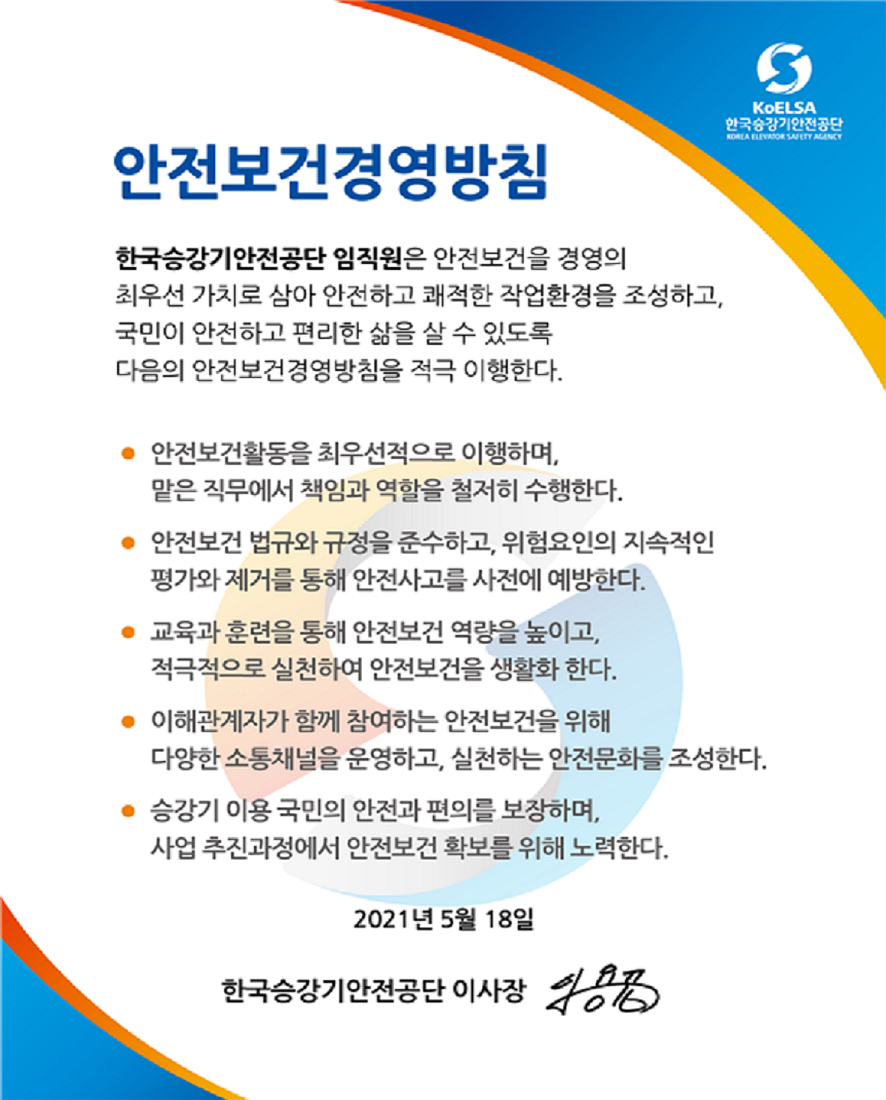 KoELSA
한국승강기안전공단
KOREA ELEVATOR SAFETY AGENCY
안전보건경영방침
한국승강기안전공단 임직원은 안전보건을 경영의
최우선 가치로 삼아 안전하고 쾌적한 작업환경을 조성하고,
국민이 안전하고 편리한 삶을 살 수 있도록
다음의 안전보건경영방침을 적극 이행한다.
● 안전보건활동을 최우선적으로 이행하며,
맡은 직무에서 책임과 역할을 철저히 수행한다.
● 안전보건 법규와 규정을 준수하고, 위험요인의 지속적인
평가와 제거를 통해 안전사고를 사전에 예방한다.
● 교육과 훈련을 통해 안전보건 역량을 높이고,
적극적으로 실천하여 안전보건을 생활화 한다.
● 이해관계자가 함께 참여하는 안전보건을 위해
다양한 소통채널을 운영하고, 실천하는 안전문화를 조성한다.
● 승강기 이용 국민의 안전과 편의를 보장하며,
사업 추진과정에서 안전보건 확보를 위해 노력한다.
2021년 5월 18일
한국승강기안전공단 이사장